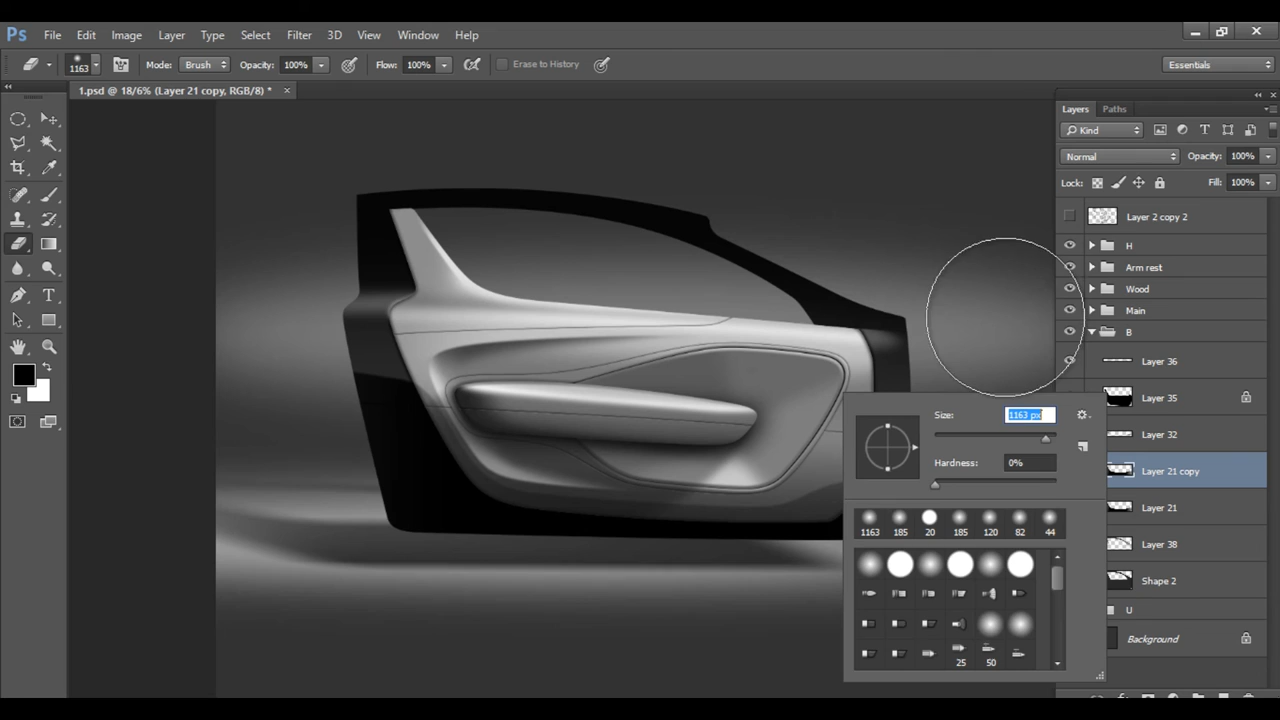 Ps File Edit Image Layer Type Select Filter 3D View Window Help
1163 Mode: Brush Opacity: 100% Flow: 100% Erase to History Essentials
1.psd @ 18/6% (Layer 21 copy, RGB/8) * ×
Layers Paths
Kind
Normal Opacity: 100%
Lock: Fill: 100%
Layer 2 copy 2
H
Arm rest
Wood
Main
B
Layer 36
Layer 35
Layer 32
Layer 21 copy
Layer 21
Layer 38
Shape 2
U
Background
Size: 1163 px
Hardness: 0%
1163 185 20 185 120 82 44
25 50